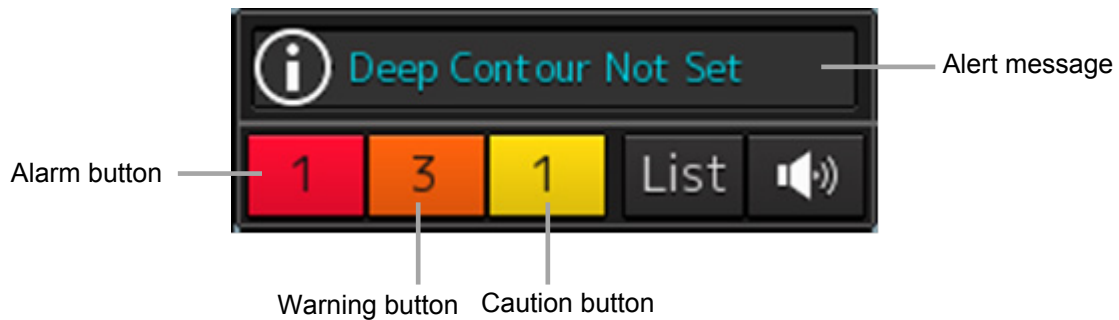 Deep Contour Not Set
Alert message
Alarm button
1
3
1
List
Warning button
Caution button